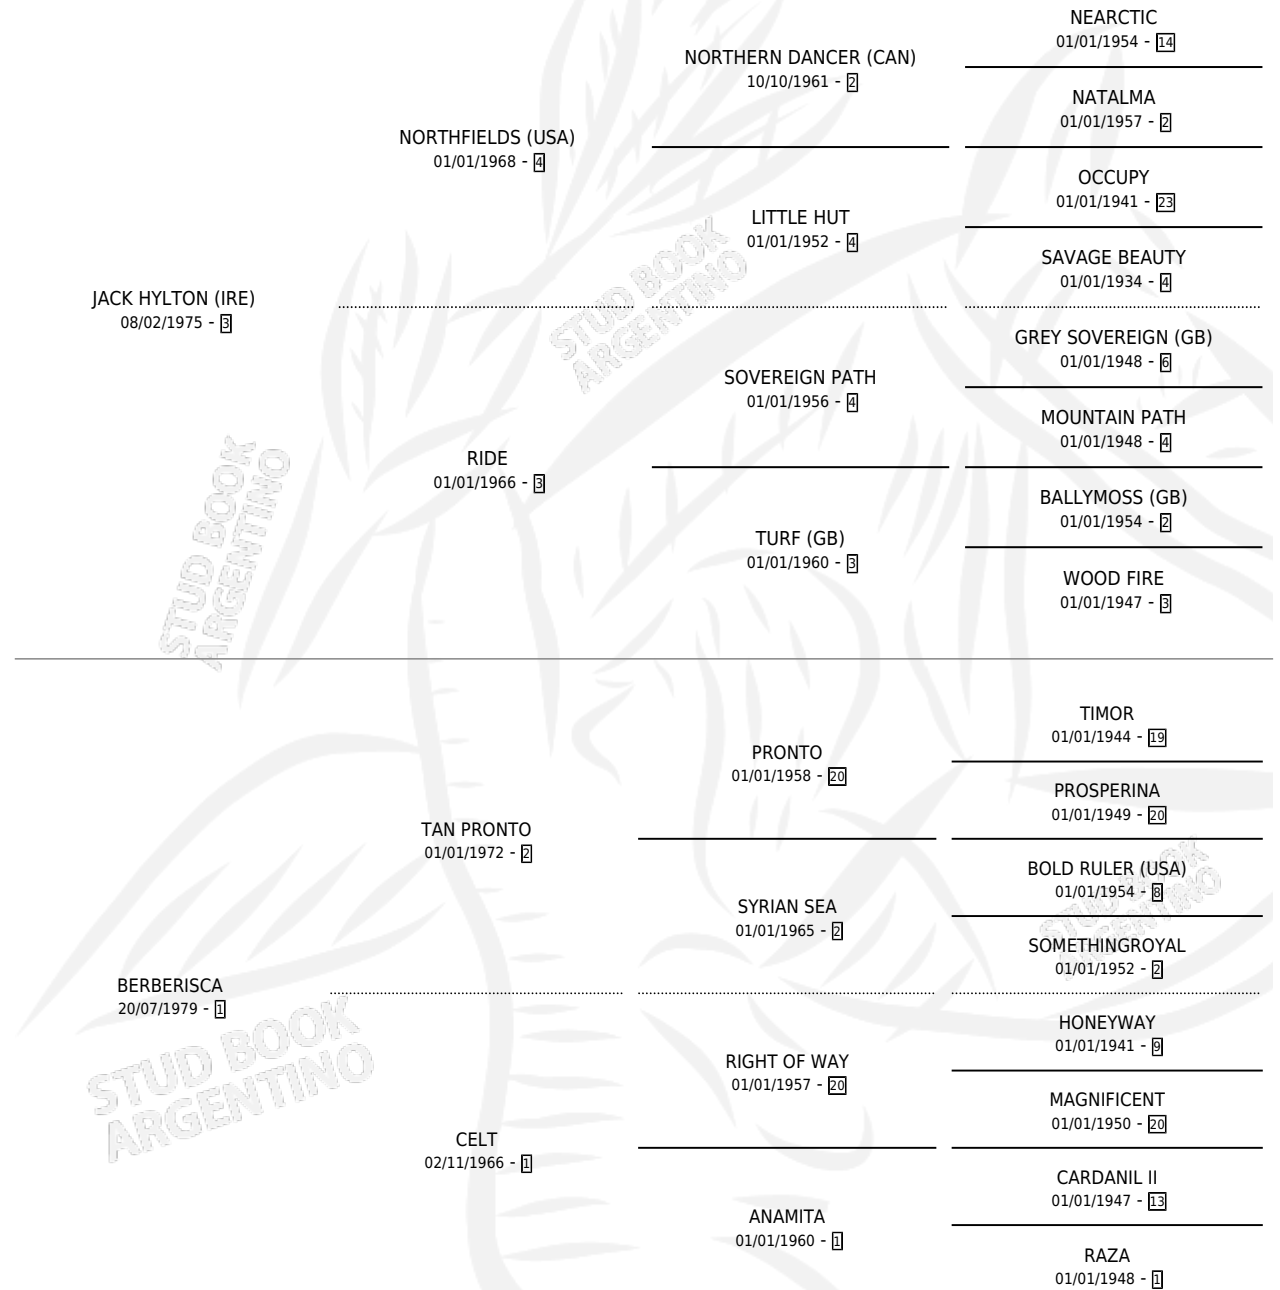 NEARCTIC
01/01/1954 - 14
NORTHERN DANCER (CAN)
10/10/1961 - 2
NATALMA
01/01/1957 - 2
NORTHFIELDS (USA)
01/01/1968 - 4
OCCUPY
01/01/1941 - 23
LITTLE HUT
01/01/1952 - 4
SAVAGE BEAUTY
01/01/1934 - 4
JACK HYLTON (IRE)
08/02/1975 - 3
STUD BOOK
ARGENTINO
GREY SOVEREIGN (GB)
01/01/1948 - 6
SOVEREIGN PATH
01/01/1956 - 4
MOUNTAIN PATH
01/01/1948 - 4
RIDE
01/01/1966 - 3
BALLYMOSS (GB)
01/01/1954 - 2
TURF (GB)
01/01/1960 - 3
WOOD FIRE
01/01/1947 - 3
STUD BOOK
ARGENTINO
TIMOR
01/01/1944 - 19
PRONTO
01/01/1958 - 20
PROSPERINA
01/01/1949 - 20
TAN PRONTO
01/01/1972 - 2
BOLD RULER (USA)
01/01/1954 - 8
SYRIAN SEA
01/01/1965 - 2
SOMETHINGROYAL
01/01/1952 - 2
STUD BOOK
ARGENTINO
BERBERISCA
20/07/1979 - 1
HONEYWAY
01/01/1941 - 9
RIGHT OF WAY
01/01/1957 - 20
MAGNIFICENT
01/01/1950 - 20
STUD BOOK
ARGENTINO
CELT
02/11/1966 - 1
CARDANIL II
01/01/1947 - 13
ANAMITA
01/01/1960 - 1
RAZA
01/01/1948 - 1